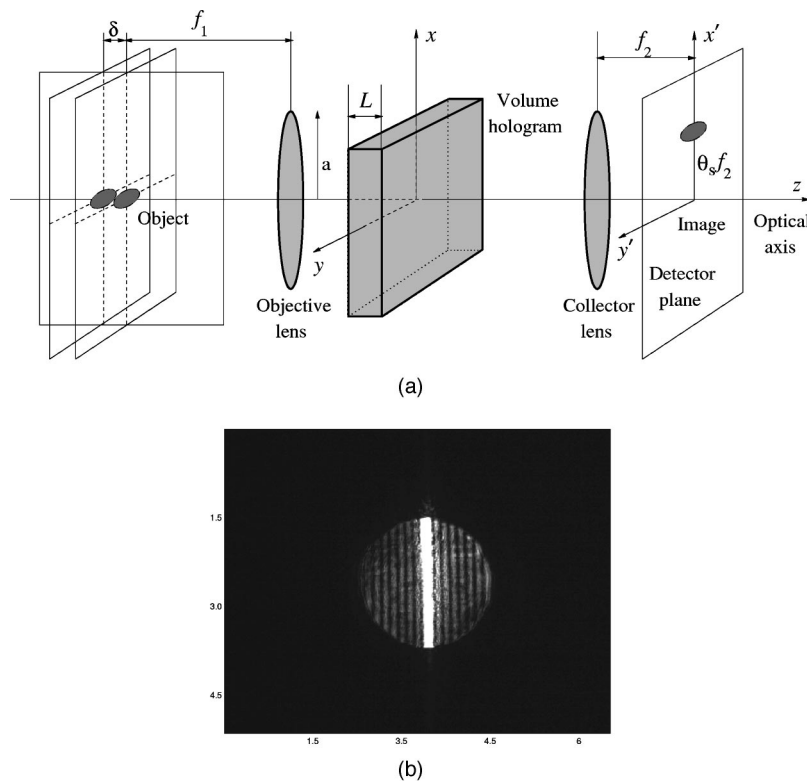 δ
f₁
f₂
x
x′
L
Volume
hologram
a
θₛf₂
z
Object
y
Image
Optical
axis
y′
Detector
plane
Objective
lens
Collector
lens
(a)
1.5
3.0
4.5
1.5
3.5
4.5
6
(b)